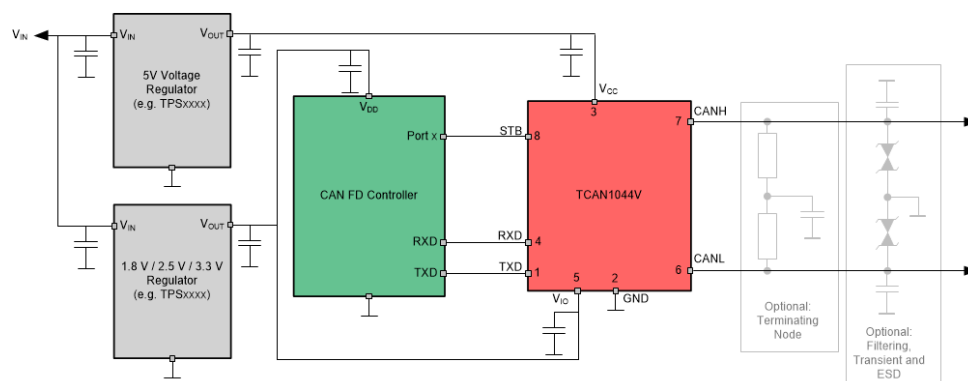 VIN
VIN
VOUT
5V Voltage
Regulator
(e.g. TPSxxxx)
VIN
VOUT
1.8 V / 2.5 V / 3.3 V
Regulator
(e.g. TPSxxxx)
VDD
Port x
CAN FD Controller
RXD
TXD
STB
RXD
TXD
VCC
3
8
4
1
TCAN1044V
7
6
5
2
VIO
GND
CANH
CANL
Optional:
Terminating
Node
Optional:
Filtering,
Transient and
ESD